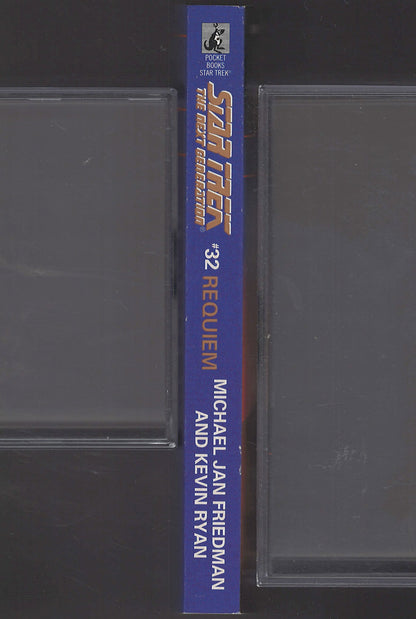 POCKET
BOOKS
STAR TREK®
STAR TREK
THE NEXT GENERATION®
#32 REQUIEM
MICHAEL JAN FRIEDMAN
AND KEVIN RYAN